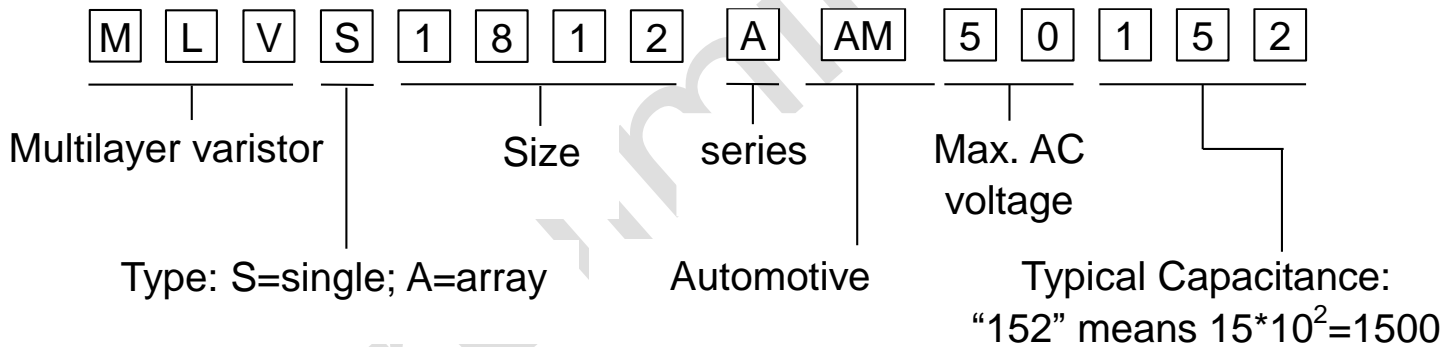 M L V S 1 8 1 2 A AM 5 0 1 5 2
Multilayer varistor
Size
series
Max. AC
voltage
Type: S=single; A=array
Automotive
Typical Capacitance:
“152” means 15*10²=1500